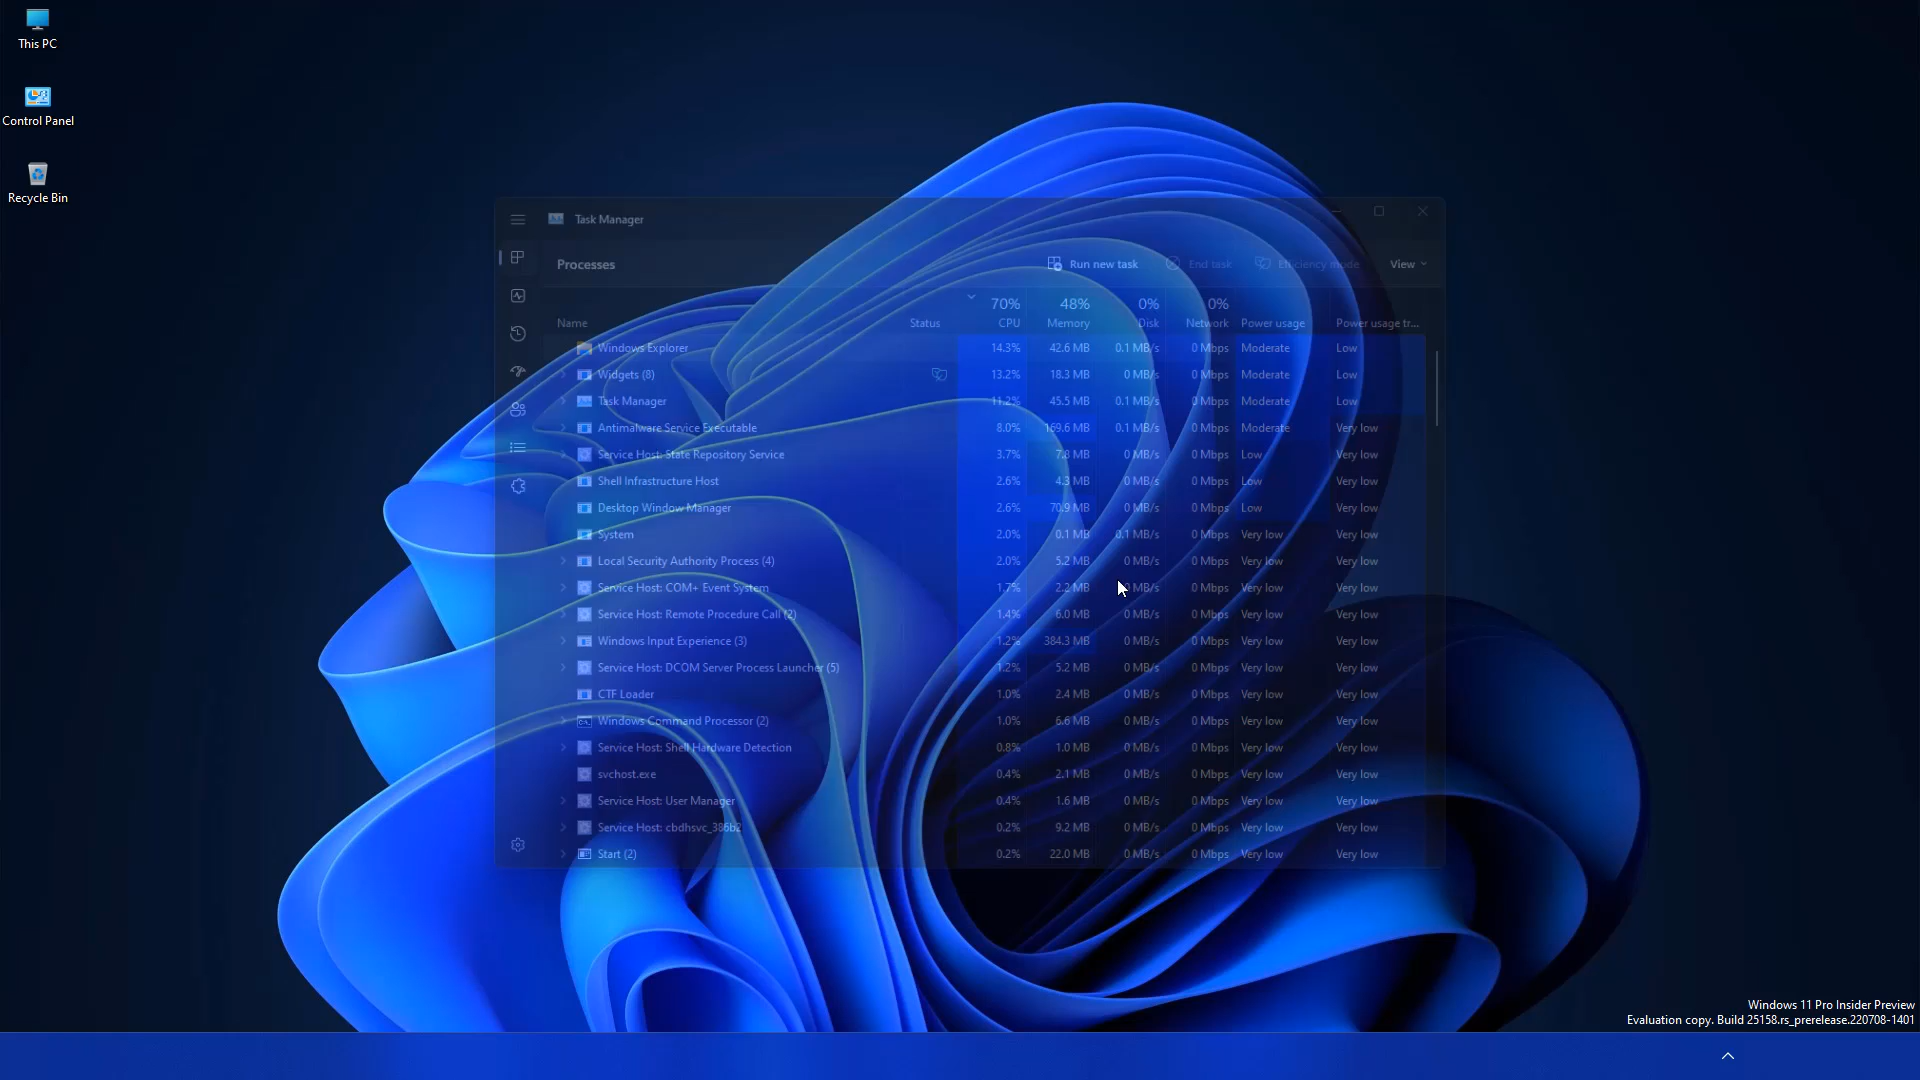 This PC
Control Panel
Recycle Bin
Task Manager
Processes
Run new task
End task
Efficiency mode
View
70% 48% 0% 0%
Name Status CPU Memory Disk Network Power usage Power usage tr...
Windows Explorer 14.3% 42.6 MB 0.1 MB/s 0 Mbps Moderate Low
Widgets (8) 13.2% 18.3 MB 0 MB/s 0 Mbps Moderate Low
Task Manager 11.2% 45.5 MB 0.1 MB/s 0 Mbps Moderate Low
Antimalware Service Executable 8.0% 169.6 MB 0.1 MB/s 0 Mbps Moderate Very low
Service Host: State Repository Service 3.7% 7.8 MB 0 MB/s 0 Mbps Low Very low
Shell Infrastructure Host 2.6% 4.3 MB 0 MB/s 0 Mbps Low Very low
Desktop Window Manager 2.6% 70.9 MB 0 MB/s 0 Mbps Low Very low
System 2.0% 0.1 MB 0.1 MB/s 0 Mbps Very low Very low
Local Security Authority Process (4) 2.0% 5.2 MB 0 MB/s 0 Mbps Very low Very low
Service Host: COM+ Event System 1.7% 2.2 MB 0 MB/s 0 Mbps Very low Very low
Service Host: Remote Procedure Call (2) 1.4% 6.0 MB 0 MB/s 0 Mbps Very low Very low
Windows Input Experience (3) 1.2% 384.3 MB 0 MB/s 0 Mbps Very low Very low
Service Host: DCOM Server Process Launcher (5) 1.2% 5.2 MB 0 MB/s 0 Mbps Very low Very low
CTF Loader 1.0% 2.4 MB 0 MB/s 0 Mbps Very low Very low
Windows Command Processor (2) 1.0% 6.6 MB 0 MB/s 0 Mbps Very low Very low
Service Host: Shell Hardware Detection 0.8% 1.0 MB 0 MB/s 0 Mbps Very low Very low
svchost.exe 0.4% 2.1 MB 0 MB/s 0 Mbps Very low Very low
Service Host: User Manager 0.4% 1.6 MB 0 MB/s 0 Mbps Very low Very low
Service Host: cbdhsvc_386b2 0.2% 9.2 MB 0 MB/s 0 Mbps Very low Very low
Start (2) 0.2% 22.0 MB 0 MB/s 0 Mbps Very low Very low
Windows 11 Pro Insider Preview
Evaluation copy. Build 25158.rs_prerelease.220708-1401